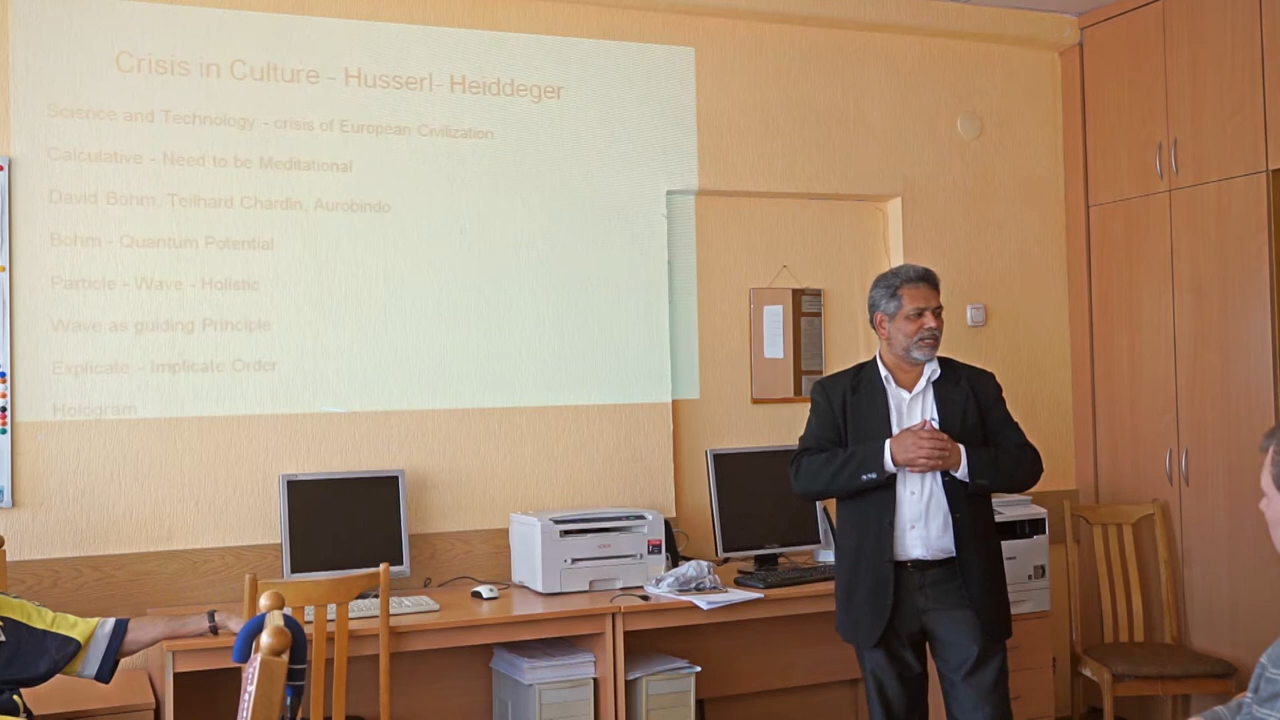 Crisis in Culture - Husserl- Heiddeger
Science and Technology - crisis of European Civilization
Calculative - Need to be Meditational
David Bohm, Teilhard Chardin, Aurobindo
Bohm - Quantum Potential
Particle - Wave - Holistic
Wave as guiding Principle
Explicate - Implicate Order
Hologram